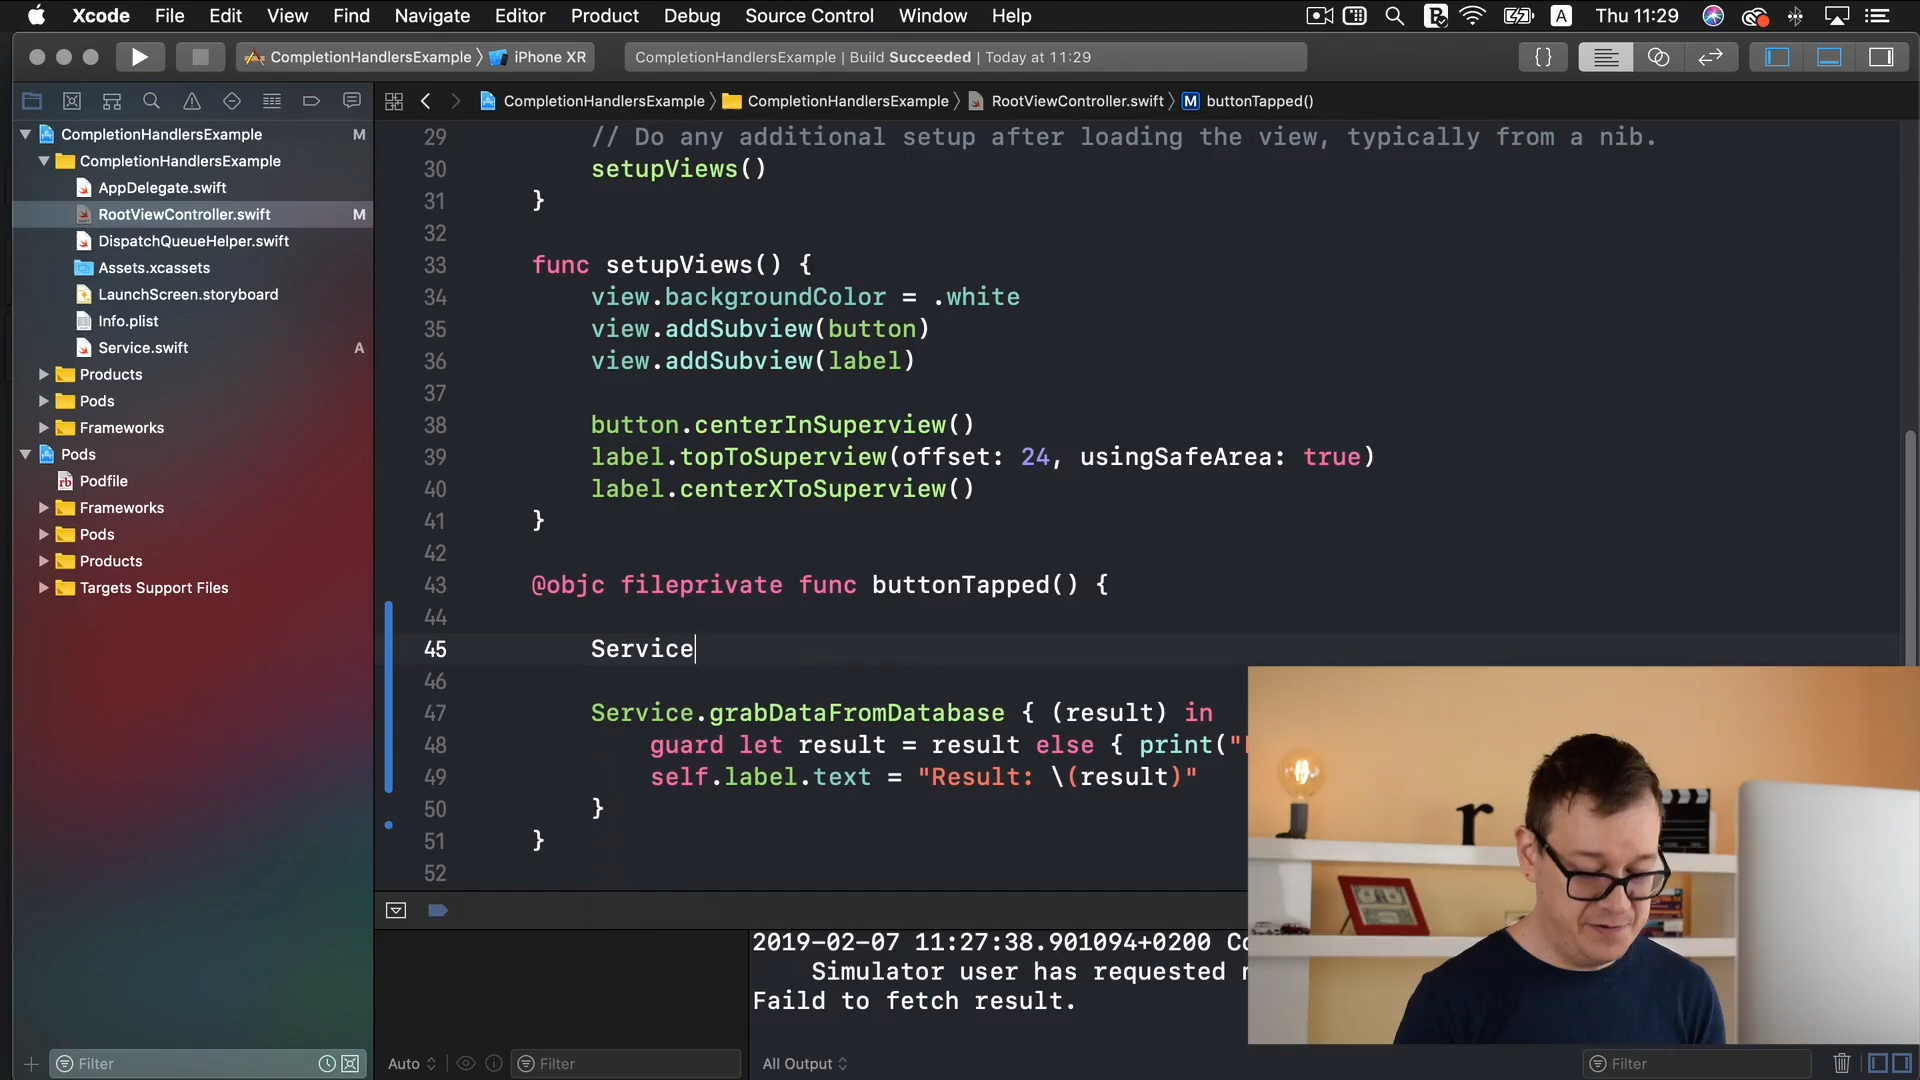 Xcode File Edit View Find Navigate Editor Product Debug Source Control Window Help A Thu 11:29
CompletionHandlersExample iPhone XR CompletionHandlersExample | Build Succeeded | Today at 11:29 {}
CompletionHandlersExample CompletionHandlersExample RootViewController.swift M buttonTapped()
CompletionHandlersExample M
CompletionHandlersExample
AppDelegate.swift
RootViewController.swift M
DispatchQueueHelper.swift
Assets.xcassets
LaunchScreen.storyboard
Info.plist
Service.swift A
Products
Pods
Frameworks
Pods
rb Podfile
Frameworks
Pods
Products
Targets Support Files
Filter
29 // Do any additional setup after loading the view, typically from a nib.
30 setupViews()
31 }
32
33 func setupViews() {
34 view.backgroundColor = .white
35 view.addSubview(button)
36 view.addSubview(label)
37
38 button.centerInSuperview()
39 label.topToSuperview(offset: 24, usingSafeArea: true)
40 label.centerXToSuperview()
41 }
42
43 @objc fileprivate func buttonTapped() {
44
45 Service
46
47 Service.grabDataFromDatabase { (result) in
48 guard let result = result else { print("
49 self.label.text = "Result: \(result)"
50 }
51 }
52
2019-02-07 11:27:38.901094+0200 Co
Simulator user has requested
Faild to fetch result.
r
Auto Filter All Output Filter